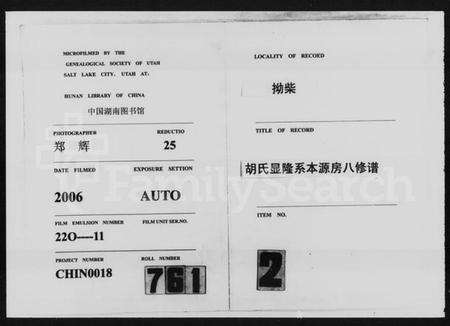 MICROFILMED BY THE
GENEALOGICAL SOCIETY OF UTAH
SALT LAKE CITY, UTAH AT:
HUNAN LIBRARY OF CHINA
中国湖南图书馆
PHOTOGRAPHER REDUCTIO
郑 辉 25
DATE FILMED EXPOSURE SETTION
2006 AUTO
FILM EMULSION NUMBER FILM UNIT SER.NO.
22O----11
PROJECT NUMBER ROLL NUMBER
CHIN0018 761
LOCALITY OF RECORD
拗柴
TITLE OF RECORD
胡氏显隆系本源房八修谱
ITEM NO.
2
FamilySearch